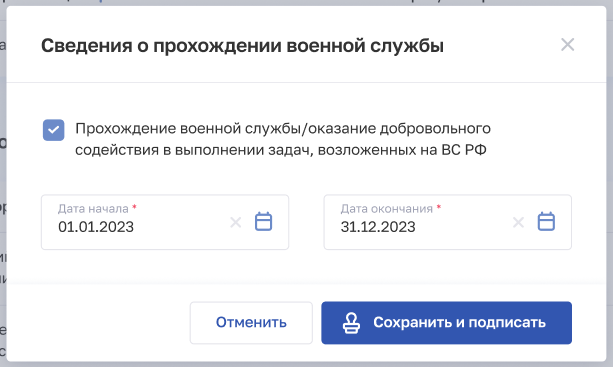 Сведения о прохождении военной службы
Прохождение военной службы/оказание добровольного
содействия в выполнении задач, возложенных на ВС РФ
Дата начала *
01.01.2023
Дата окончания *
31.12.2023
Отменить
Сохранить и подписать